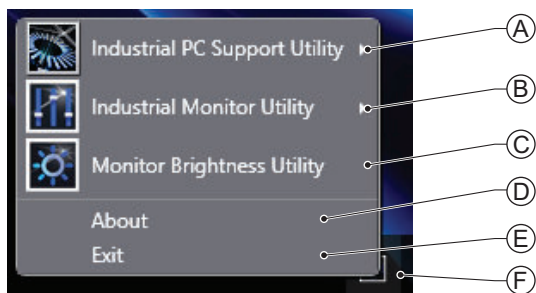 Industrial PC Support Utility
A
Industrial Monitor Utility
B
Monitor Brightness Utility
C
About
D
Exit
E
F